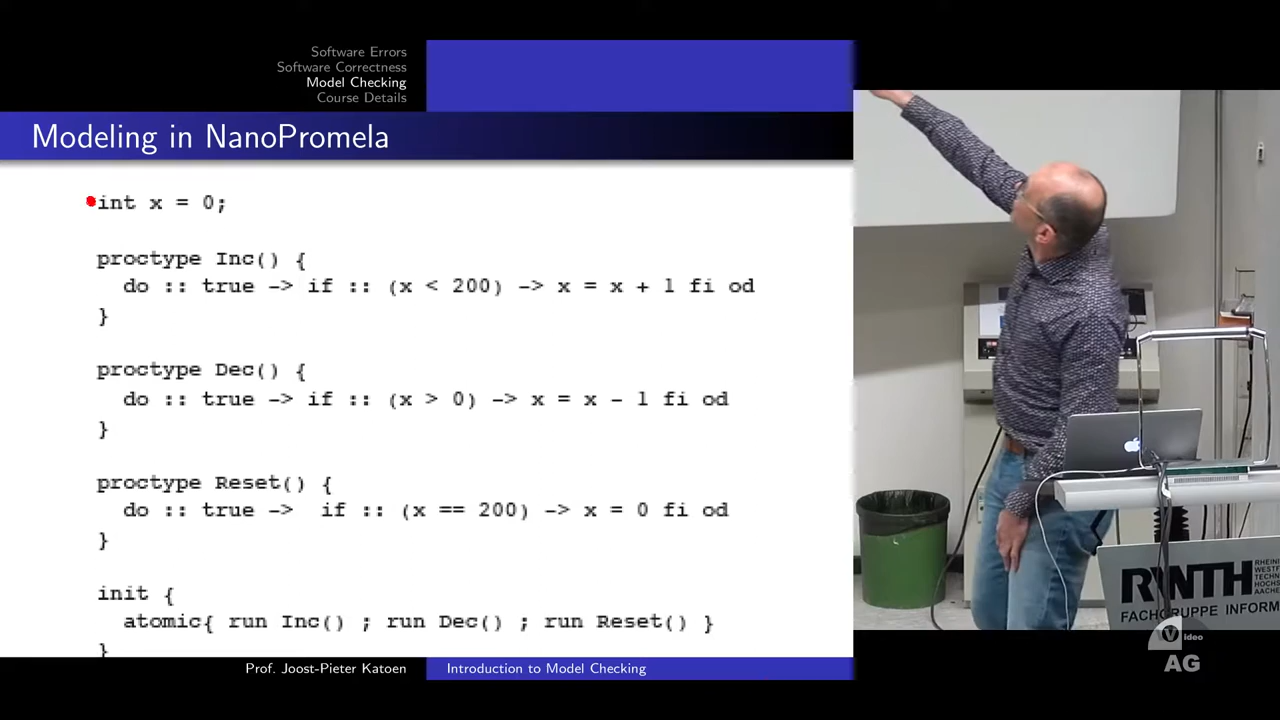 Software Errors
Software Correctness
Model Checking
Course Details
Modeling in NanoPromela
int x = 0;
proctype Inc() {
do :: true -> if :: (x < 200) -> x = x + 1 fi od
}
proctype Dec() {
do :: true -> if :: (x > 0) -> x = x - 1 fi od
}
proctype Reset() {
do :: true -> if :: (x == 200) -> x = 0 fi od
}
init {
atomic{ run Inc() ; run Dec() ; run Reset() }
}
Prof. Joost-Pieter Katoen
Introduction to Model Checking
RWTH
FACHGRUPPE INFORM
Video
AG